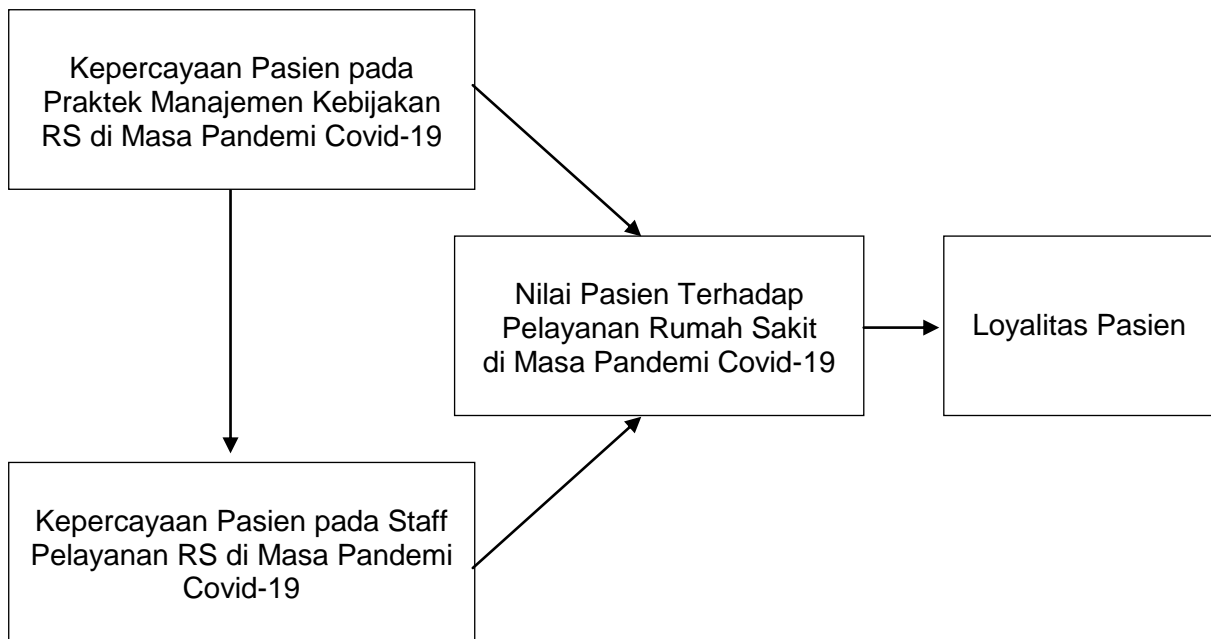 Kepercayaan Pasien pada
Praktek Manajemen Kebijakan
RS di Masa Pandemi Covid-19
Nilai Pasien Terhadap
Pelayanan Rumah Sakit
di Masa Pandemi Covid-19
Loyalitas Pasien
Kepercayaan Pasien pada Staff
Pelayanan RS di Masa Pandemi
Covid-19